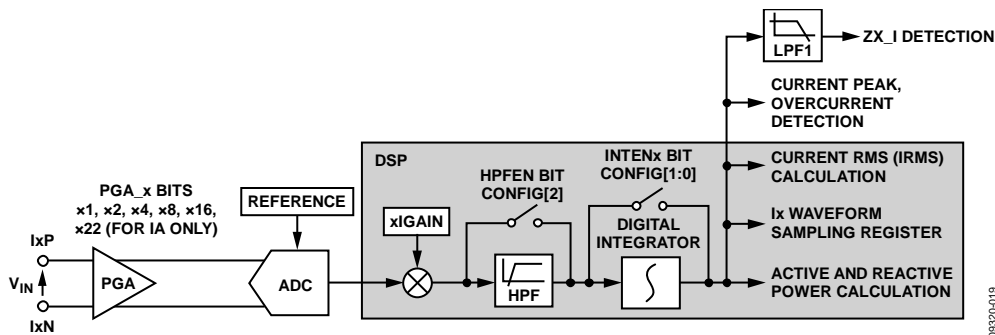 LPF1
ZX_I DETECTION
CURRENT PEAK,
OVERCURRENT
DETECTION
DSP
HPFEN BIT
CONFIG[2]
INTENx BIT
CONFIG[1:0]
CURRENT RMS (IRMS)
CALCULATION
PGA_x BITS
×1, ×2, ×4, ×8, ×16,
×22 (FOR IA ONLY)
REFERENCE
xIGAIN
DIGITAL
INTEGRATOR
Ix WAVEFORM
SAMPLING REGISTER
IxP
VIN
IxN
PGA
ADC
HPF
ACTIVE AND REACTIVE
POWER CALCULATION
09320-019